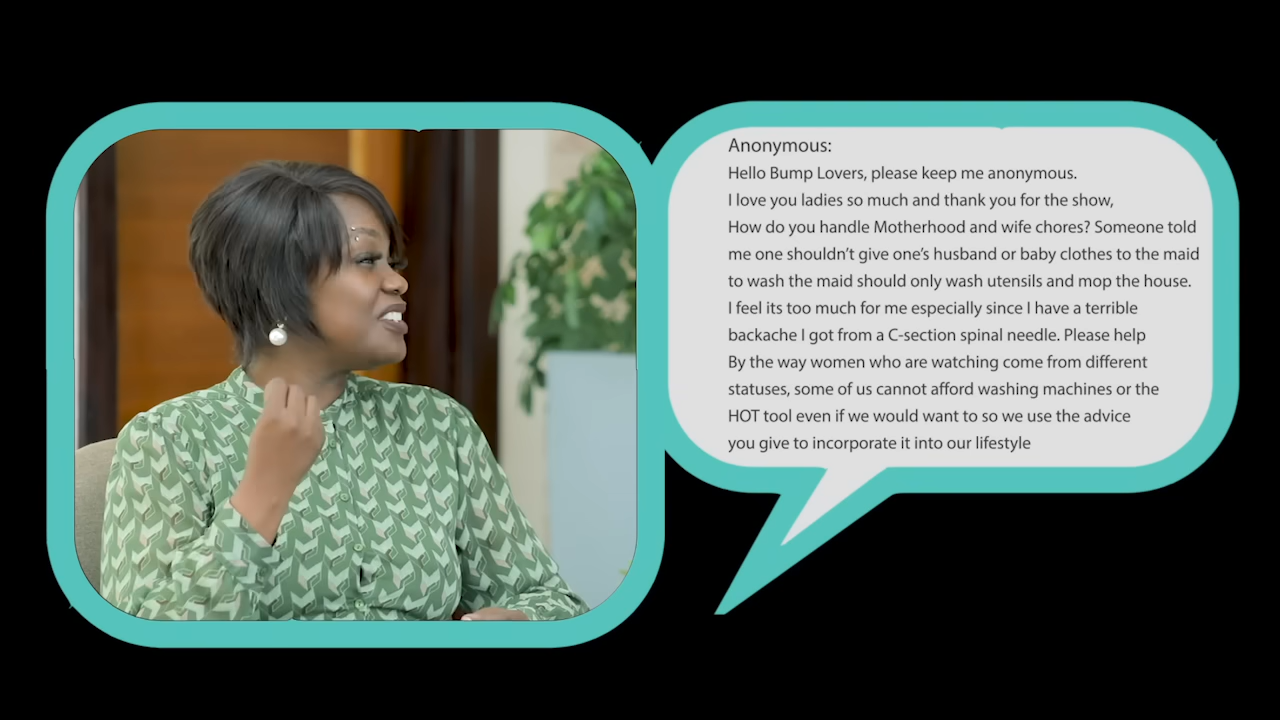 Anonymous:
Hello Bump Lovers, please keep me anonymous.
I love you ladies so much and thank you for the show,
How do you handle Motherhood and wife chores? Someone told
me one shouldn't give one's husband or baby clothes to the maid
to wash the maid should only wash utensils and mop the house.
I feel its too much for me especially since I have a terrible
backache I got from a C-section spinal needle. Please help
By the way women who are watching come from different
statuses, some of us cannot afford washing machines or the
HOT tool even if we would want to so we use the advice
you give to incorporate it into our lifestyle